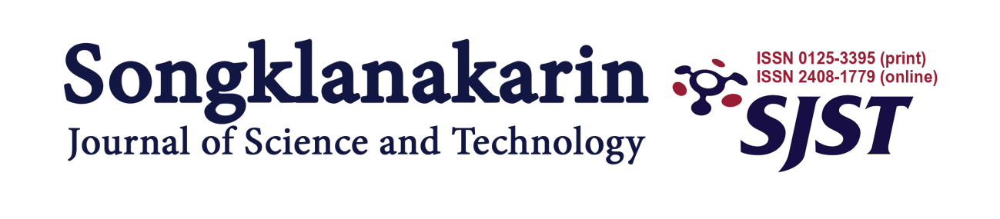 Songklanakarin
Journal of Science and Technology
ISSN 0125-3395 (print)
ISSN 2408-1779 (online)
SJST